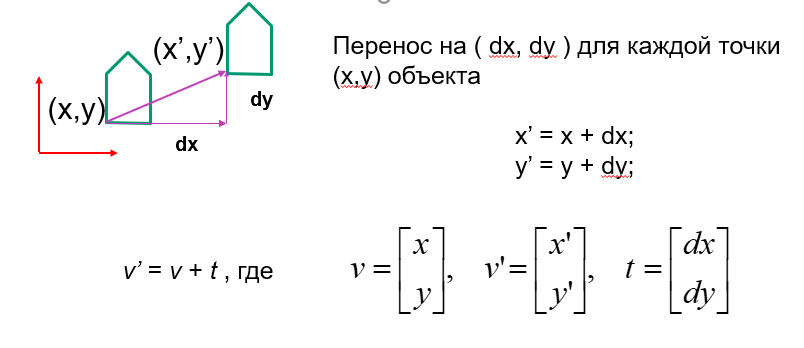 (x',y')
(x,y)
dy
dx
Перенос на ( dx, dy ) для каждой точки
(x,y) объекта
x' = x + dx;
y' = y + dy;
v' = v + t , где
v = [x y], v' = [x' y'], t = [dx dy]